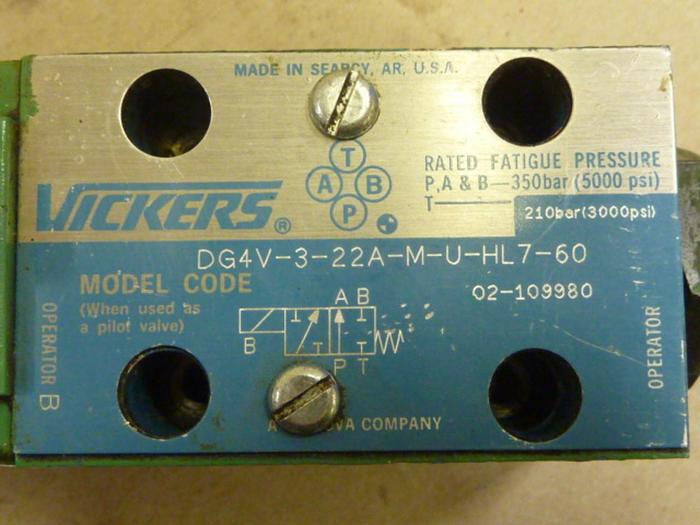 MADE IN SEARCY, AR, U.S.A.
T
A B
P
VICKERS®
RATED FATIGUE PRESSURE
P,A & B—350bar (5000 psi)
T—
210bar(3000psi)
DG4V-3-22A-M-U-HL7-60
MODEL CODE
02-109980
(When used as
a pilot valve)
A B
B
P T
OPERATOR B
OPERATOR
COMPANY